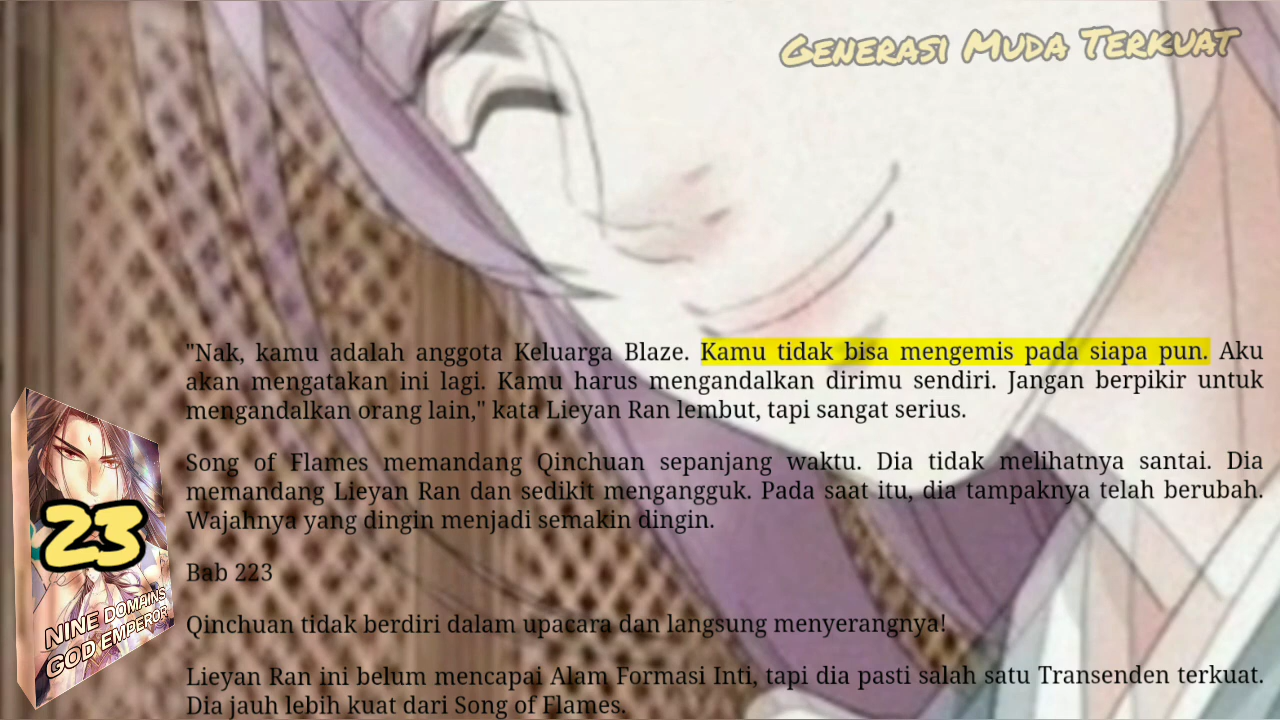 Generasi Muda Terkuat
"Nak, kamu adalah anggota Keluarga Blaze. Kamu tidak bisa mengemis pada siapa pun. Aku
akan mengatakan ini lagi. Kamu harus mengandalkan dirimu sendiri. Jangan berpikir untuk
mengandalkan orang lain," kata Lieyan Ran lembut, tapi sangat serius.
Song of Flames memandang Qinchuan sepanjang waktu. Dia tidak melihatnya santai. Dia
memandang Lieyan Ran dan sedikit mengangguk. Pada saat itu, dia tampaknya telah berubah.
Wajahnya yang dingin menjadi semakin dingin.
Bab 223
Qinchuan tidak berdiri dalam upacara dan langsung menyerangnya!
Lieyan Ran ini belum mencapai Alam Formasi Inti, tapi dia pasti salah satu Transenden terkuat.
Dia jauh lebih kuat dari Song of Flames.
23
NINE DOMAINS
GOD EMPEROR